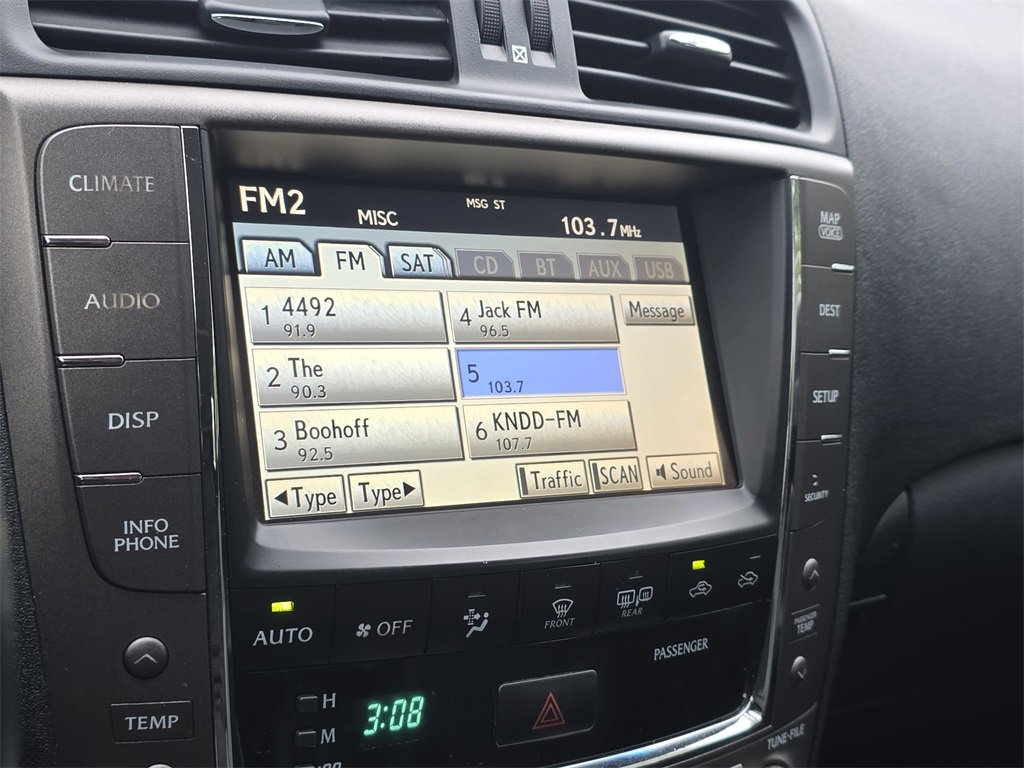 CLIMATE
AUDIO
DISP
INFO
PHONE
TEMP
FM2
MISC
MSG ST
103.7MHz
AM FM SAT CD BT AUX USB
1 4492
91.9
4 Jack FM
96.5
Message
2 The
90.3
5
103.7
3 Boohoff
92.5
6 KNDD-FM
107.7
◀Type
Type▶
Traffic
SCAN
Sound
MAP
VOICE
DEST
SETUP
SECURITY
PASSENGER
TEMP
TUNE·FILE
AUTO
OFF
FRONT
REAR
PASSENGER
H
M
3:08